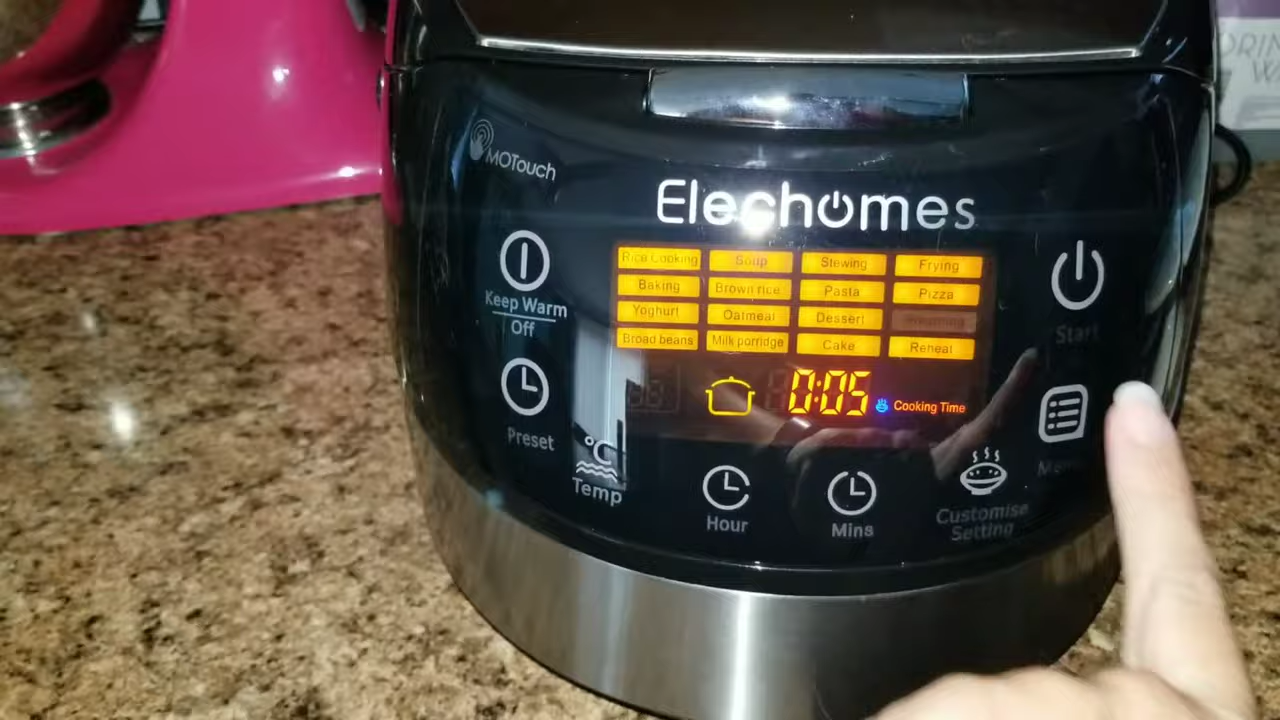 MOTouch
Elechomes
Rice Cooking Soup Stewing Frying
Baking Brown rice Pasta Pizza
Yoghurt Oatmeal Dessert
Broad beans Milk porridge Cake Reheat
0:05 Cooking Time
Keep Warm
Off
Preset
°C
Temp
Hour
Mins
Customise
Setting
Start